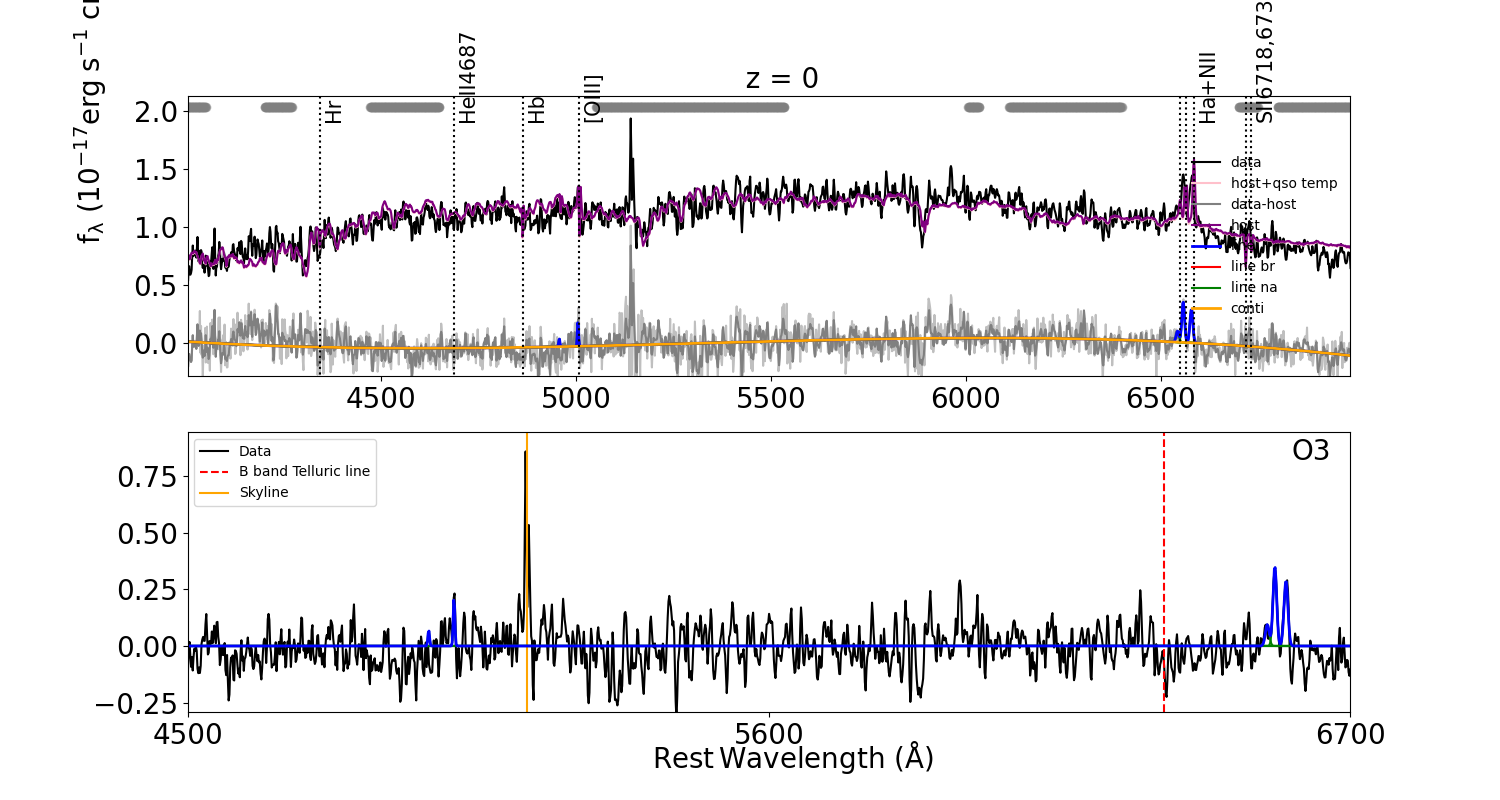 z = 0
f_λ (10^−17 erg s^−1
Hr
HeII4687
Hb
[OIII]
Ha+NII
SII6718,673
2.0
1.5
1.0
0.5
0.0
data
host+qso temp
data-host
host
line br
line na
conti
4500
5000
5500
6000
6500
O3
Data
B band Telluric line
Skyline
0.75
0.50
0.25
0.00
−0.25
4500
5600
6700
Rest Wavelength (Å)